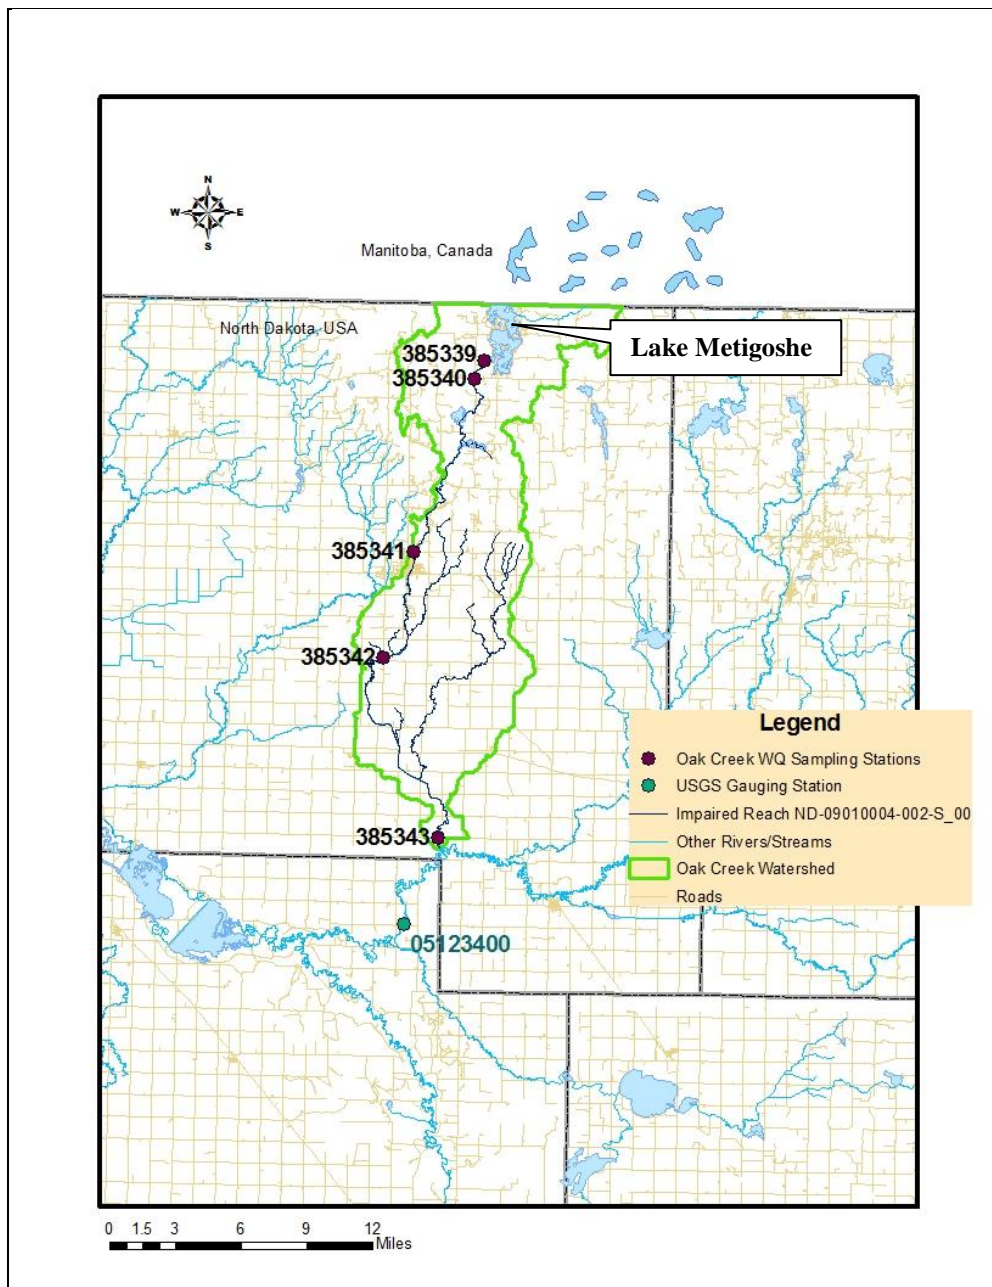 N
W E
S
Manitoba, Canada
North Dakota, USA
Lake Metigoshe
385339
385340
385341
385342
385343
05123400
Legend
Oak Creek WQ Sampling Stations
USGS Gauging Station
Impaired Reach ND-09010004-002-S_00
Other Rivers/Streams
Oak Creek Watershed
Roads
0 1.5 3 6 9 12
Miles